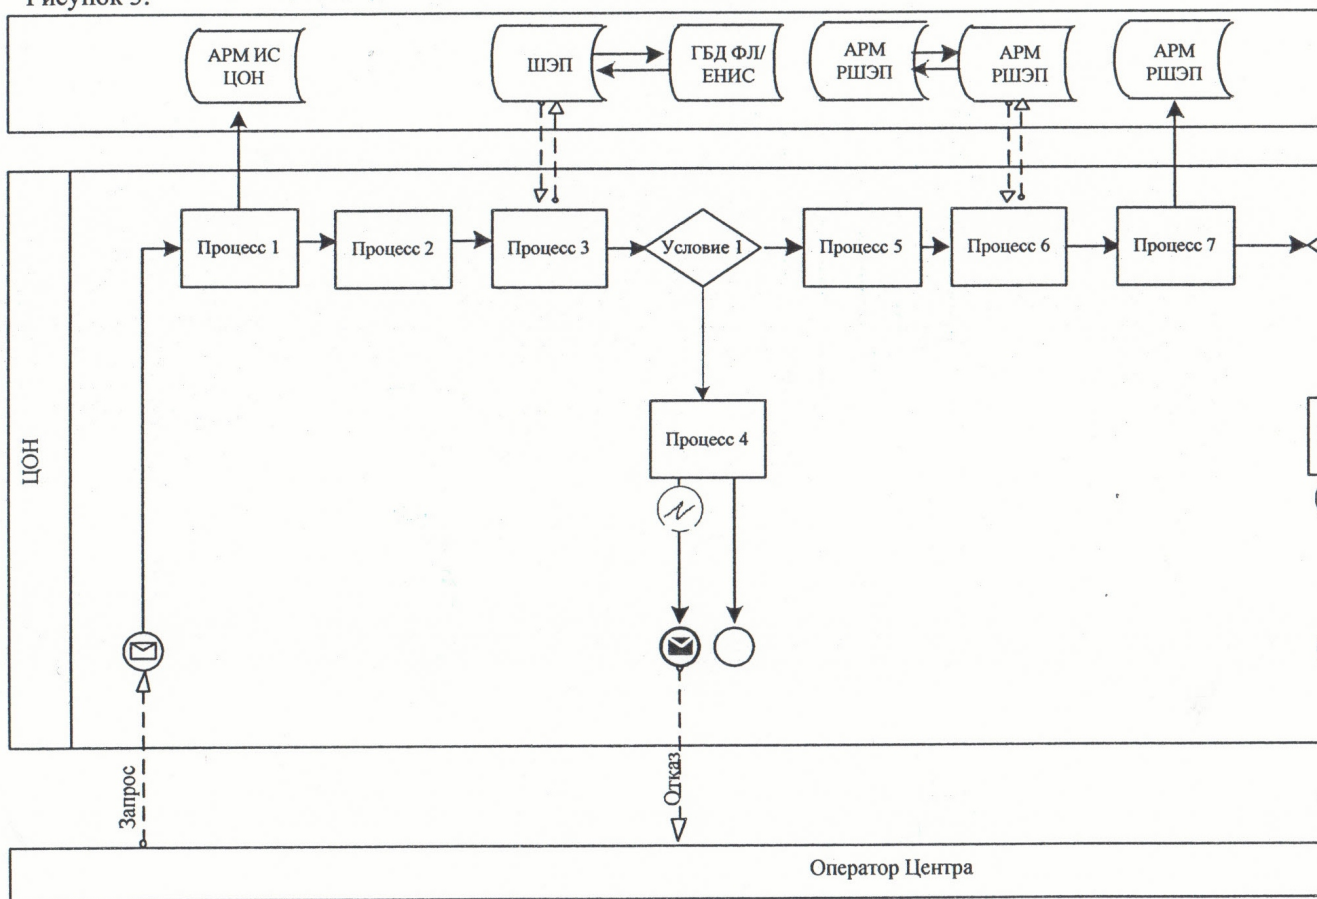 Рисунок 3.
АРМ ИС
ЦОН
ШЭП
ГБД ФЛ/
ЕНИС
АРМ
РШЭП
АРМ
РШЭП
АРМ
РШЭП
Процесс 1
Процесс 2
Процесс 3
Условие 1
Процесс 5
Процесс 6
Процесс 7
Процесс 4
ЦОН
Запрос
Отказ
Оператор Центра